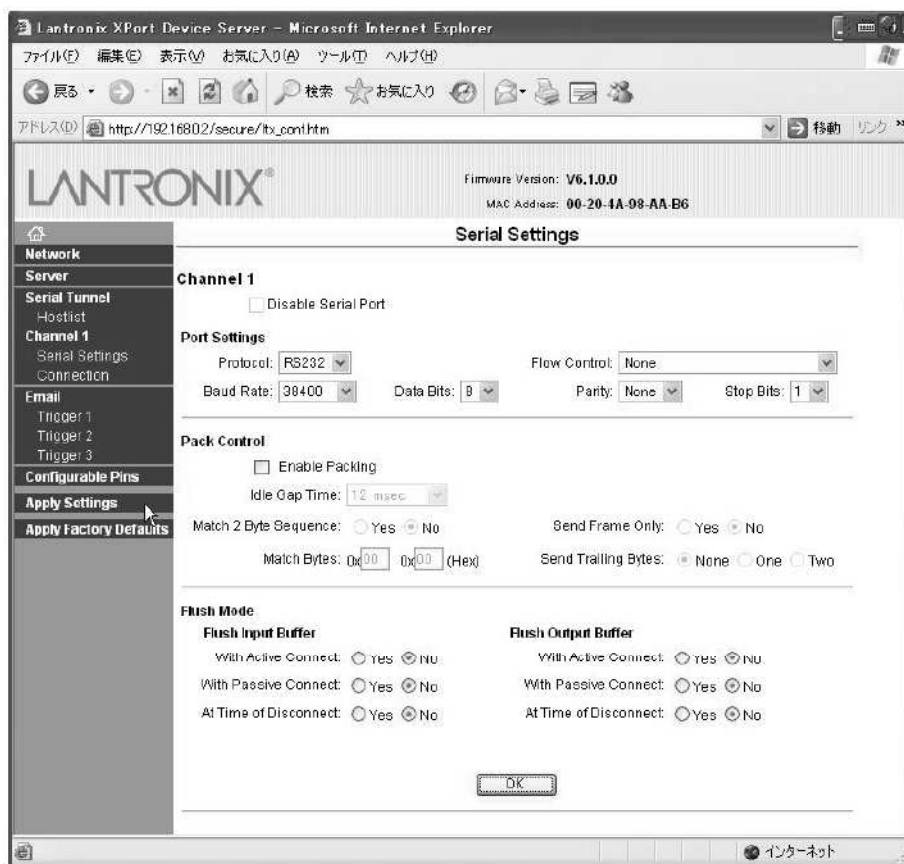 Lantronix XPort Device Server - Microsoft Internet Explorer
ファイル(F) 編集(E) 表示(V) お気に入り(A) ツール(T) ヘルプ(H)
戻る 検索 お気に入り
アドレス(D) http://192.168.0.2/secure/ltx_conf.htm 移動 リンク »
LANTRONIX®
Firmware Version: V6.1.0.0
MAC Address: 00-20-4A-98-AA-B6
Network
Server
Serial Tunnel
Hostlist
Channel 1
Serial Settings
Connection
Email
Trigger 1
Trigger 2
Trigger 3
Configurable Pins
Apply Settings
Apply Factory Defaults
Serial Settings
Channel 1
Disable Serial Port
Port Settings
Protocol: RS232 Flow Control: None
Baud Rate: 38400 Data Bits: 8 Parity: None Stop Bits: 1
Pack Control
Enable Packing
Idle Gap Time: 12 msec
Match 2 Byte Sequence: Yes No Send Frame Only: Yes No
Match Bytes: 0x00 0x00 (Hex) Send Trailing Bytes: None One Two
Flush Mode
Flush Input Buffer Flush Output Buffer
With Active Connect: Yes No With Active Connect: Yes No
With Passive Connect: Yes No With Passive Connect: Yes No
At Time of Disconnect: Yes No At Time of Disconnect: Yes No
OK
インターネット